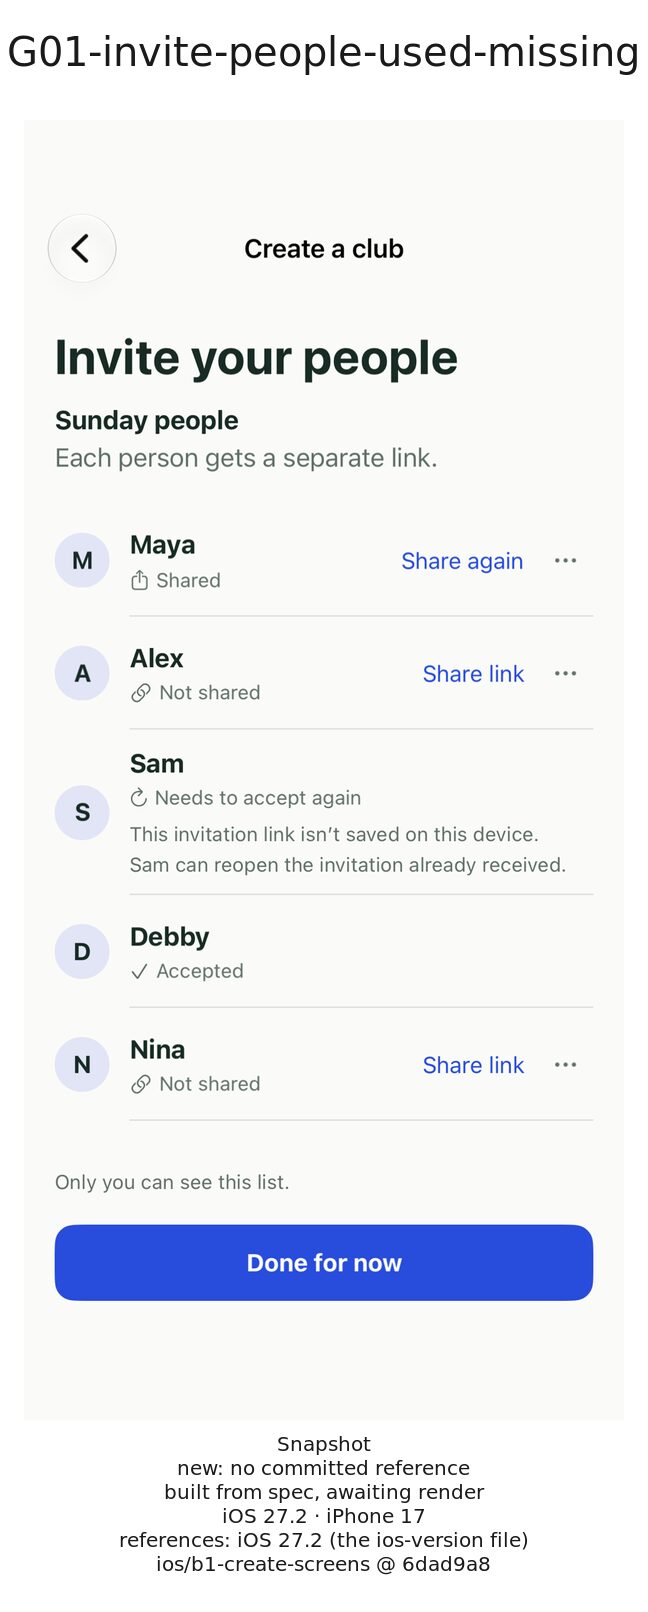 G01-invite-people-used-missing
Create a club
Invite your people
Sunday people
Each person gets a separate link.
M
Maya
Shared
Share again
A
Alex
Not shared
Share link
S
Sam
Needs to accept again
This invitation link isn’t saved on this device.
Sam can reopen the invitation already received.
D
Debby
Accepted
N
Nina
Not shared
Share link
Only you can see this list.
Done for now
Snapshot
new: no committed reference
built from spec, awaiting render
iOS 27.2 · iPhone 17
references: iOS 27.2 (the ios-version file)
ios/b1-create-screens @ 6dad9a8